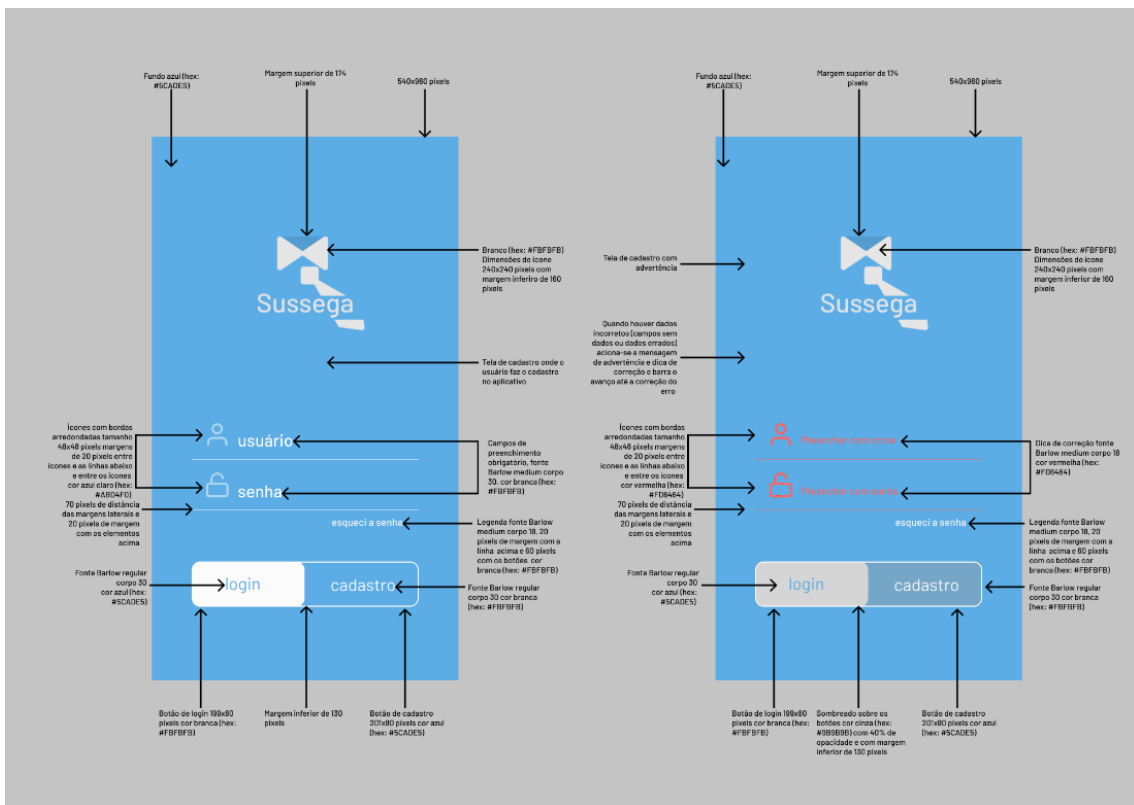 Fundo azul (hex:
#5CADE5)
Margem superior de 174
pixels
540x960 pixels
Branco (hex: #FBFBFB)
Dimensões do ícone
240x240 pixels com
margem inferiro de 160
pixels
Sussega
Tela de cadastro onde o
usuário faz o cadastro
no aplicativo
Ícones com bordas
arredondadas tamanho
48x48 pixels margens
de 20 pixels entre
ícones e as linhas abaixo
e entre os ícones
cor azul claro (hex:
#ABD4F0)
70 pixels de distância
das margens laterais e
20 pixels de margem
com os elementos
acima
usuário
senha
Campos de
preenchimento
obrigatório, fonte
Barlow medium corpo
30, cor branca (hex:
#FBFBFB)
esqueci a senha
Legenda fonte Barlow
medium corpo 18, 20
pixels de margem com a
linha acima e 60 pixels
com os botões cor
branca (hex: #FBFBFB)
Fonte Barlow regular
corpo 30
cor azul (hex:
#5CADE5)
login
cadastro
Fonte Barlow regular
corpo 30 cor branca
(hex: #FBFBFB)
Botão de login 199x80
pixels cor branca (hex:
#FBFBFB)
Margem inferior de 130
pixels
Botão de cadastro
201x80 pixels cor azul
(hex: #5CADE5)
Fundo azul (hex:
#5CADE5)
Margem superior de 174
pixels
540x960 pixels
Tela de cadastro com
advertência
Branco (hex: #FBFBFB)
Dimensões do ícone
240x240 pixels com
margem inferior de 160
pixels
Sussega
Quando houver dados
incorretos (campos sem
dados ou dados errados)
aciona-se a mensagem
de advertência e dica de
correção e barra o
avanço até a correção do
erro
Ícones com bordas
arredondadas tamanho
48x48 pixels margens
de 20 pixels entre
ícones e as linhas abaixo
e entre os ícones
cor vermelha (hex:
#FD6464)
70 pixels de distância
das margens laterais e
20 pixels de margem
com os elementos
acima
Preencher com nome
Preencher com senha
Dica de correção fonte
Barlow medium corpo 18
cor vermelha (hex:
#FD6464)
esqueci a senha
Legenda fonte Barlow
medium corpo 18, 20
pixels de margem com a
linha acima e 60 pixels
com os botões cor
branca (hex: #FBFBFB)
Fonte Barlow regular
corpo 30
cor azul (hex:
#5CADE5)
login
cadastro
Fonte Barlow regular
corpo 30 cor branca
(hex: #FBFBFB)
Botão de login 199x80
pixels cor branca (hex:
#FBFBFB)
Sombreado sobre os
botões cor cinza (hex:
#9B9B9B) com 40% de
opacidade e com margem
inferior de 130 pixels
Botão de cadastro
201x80 pixels cor azul
(hex: #5CADE5)